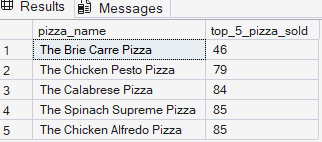 Results Messages
pizza_name top_5_pizza_sold
1 The Brie Carre Pizza 46
2 The Chicken Pesto Pizza 79
3 The Calabrese Pizza 84
4 The Spinach Supreme Pizza 85
5 The Chicken Alfredo Pizza 85